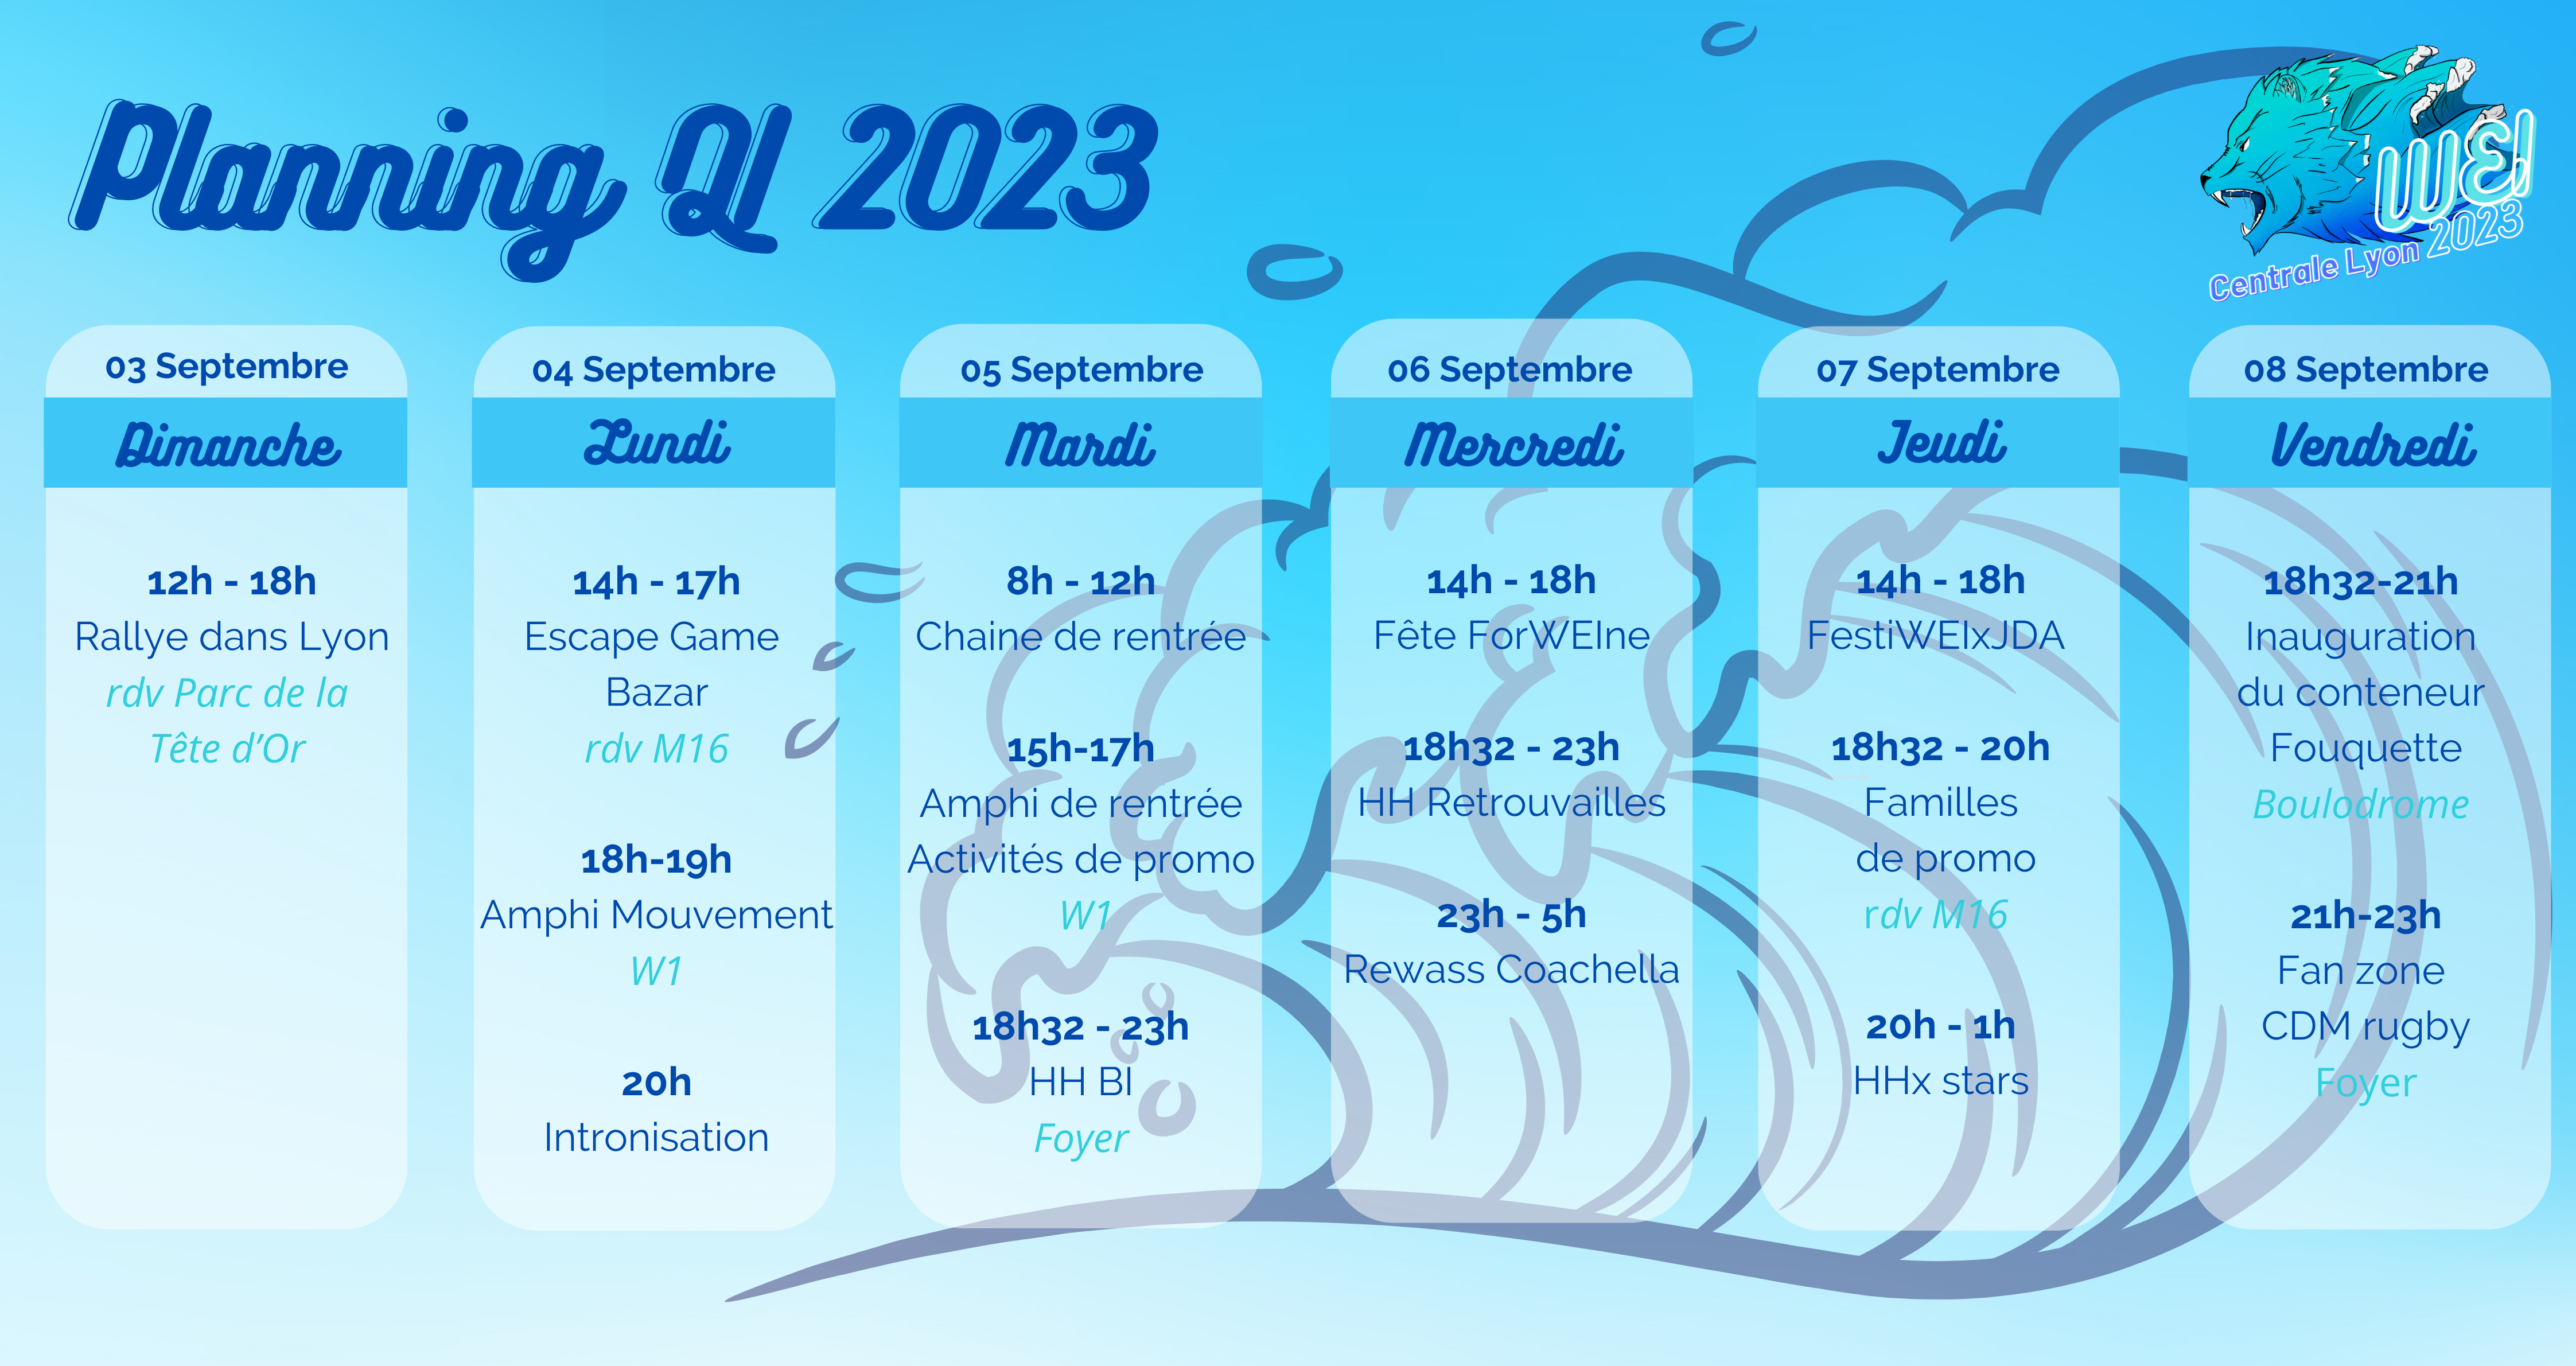 Planning QI 2023
WEI
2023
Centrale Lyon
03 Septembre
Dimanche
12h - 18h
Rallye dans Lyon
rdv Parc de la
Tête d’Or
04 Septembre
Lundi
14h - 17h
Escape Game
Bazar
rdv M16
18h-19h
Amphi Mouvement
W1
20h
Intronisation
05 Septembre
Mardi
8h - 12h
Chaine de rentrée
15h-17h
Amphi de rentrée
Activités de promo
W1
18h32 - 23h
HH BI
Foyer
06 Septembre
Mercredi
14h - 18h
Fête ForWEIne
18h32 - 23h
HH Retrouvailles
23h - 5h
Rewass Coachella
07 Septembre
Jeudi
14h - 18h
FestiWEIxJDA
18h32 - 20h
Familles
de promo
rdv M16
20h - 1h
HHx stars
08 Septembre
Vendredi
18h32-21h
Inauguration
du conteneur
Fouquette
Boulodrome
21h-23h
Fan zone
CDM rugby
Foyer